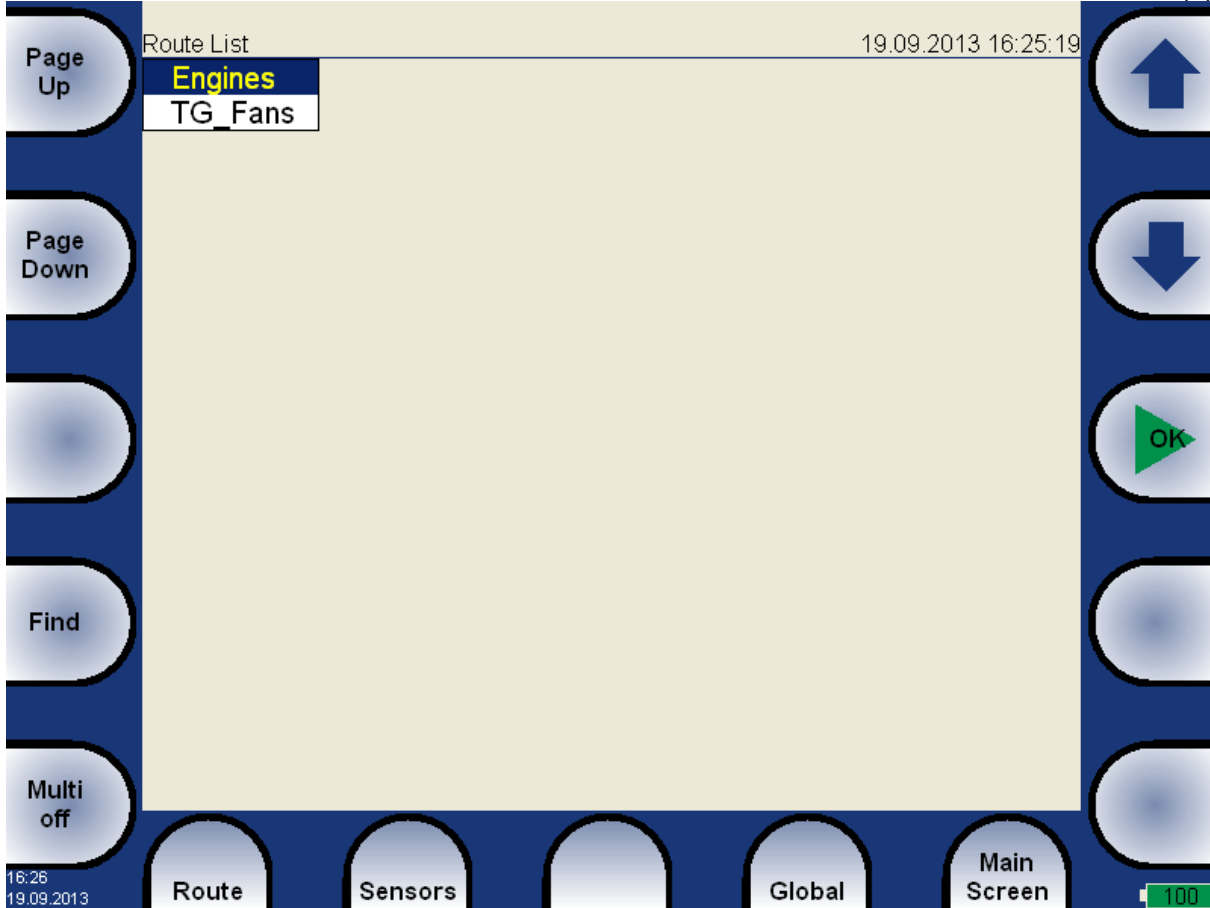 Route List
19.09.2013 16:25:19
Engines
TG_Fans
Page
Up
Page
Down
Find
Multi
off
OK
16:26
19.09.2013
Route
Sensors
Global
Main
Screen
100